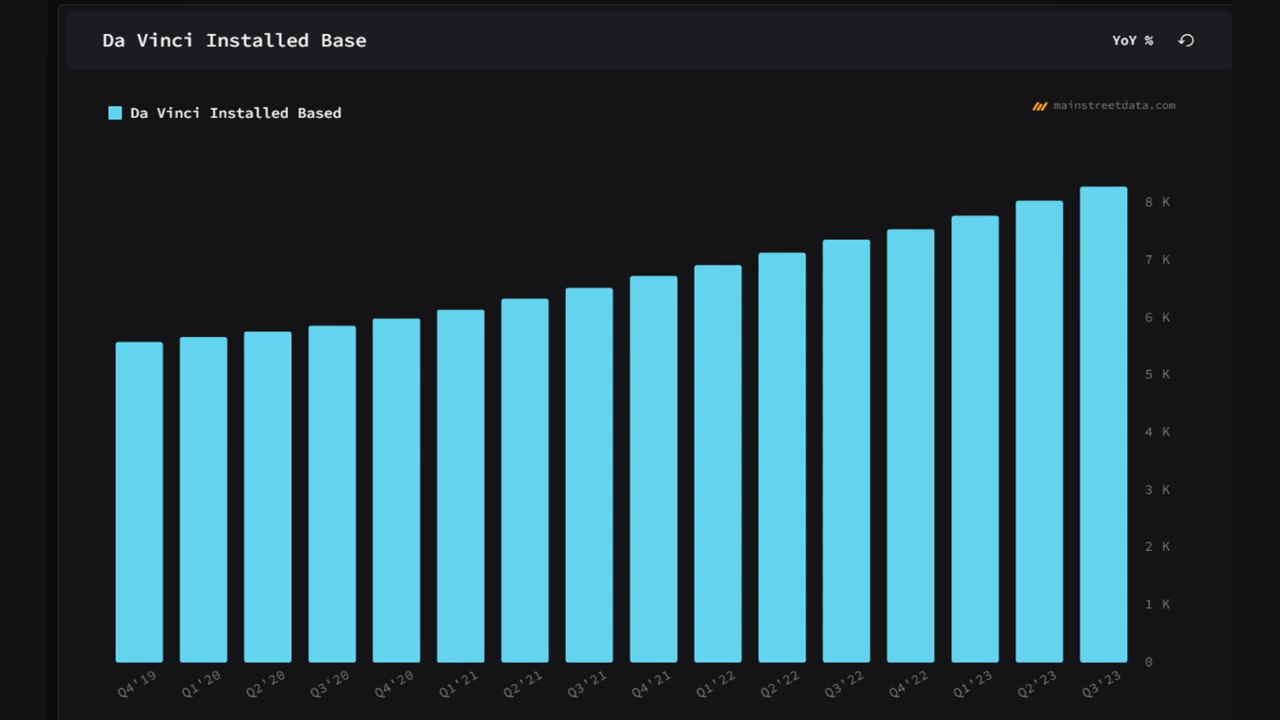 Da Vinci Installed Base
YoY %
Da Vinci Installed Based
mainstreetdata.com
8 K
7 K
6 K
5 K
4 K
3 K
2 K
1 K
0
Q4'19 Q1'20 Q2'20 Q3'20 Q4'20 Q1'21 Q2'21 Q3'21 Q4'21 Q1'22 Q2'22 Q3'22 Q4'22 Q1'23 Q2'23 Q3'23